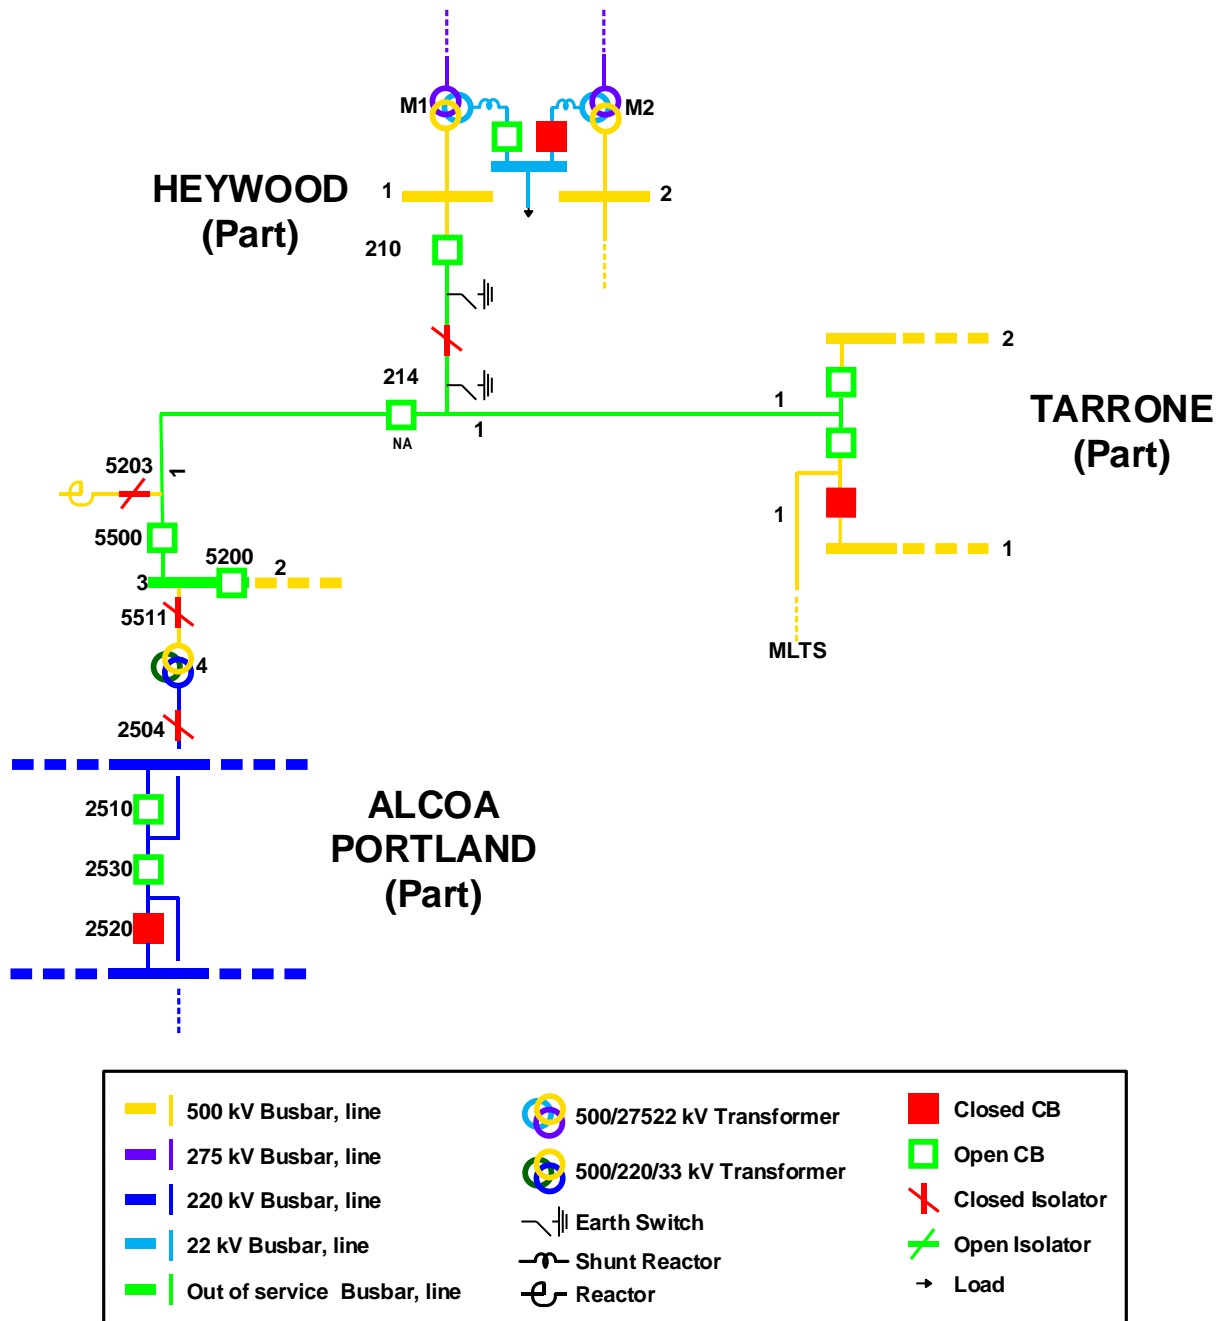 M1
M2
HEYWOOD
(Part)
1
2
210
214
NA
1
1
2
TARRONE
(Part)
1
1
MLTS
5203
1
5500
5200
2
3
5511
4
2504
ALCOA
PORTLAND
(Part)
2510
2530
2520
500 kV Busbar, line
275 kV Busbar, line
220 kV Busbar, line
22 kV Busbar, line
Out of service Busbar, line
500/27522 kV Transformer
500/220/33 kV Transformer
Earth Switch
Shunt Reactor
Reactor
Closed CB
Open CB
Closed Isolator
Open Isolator
Load